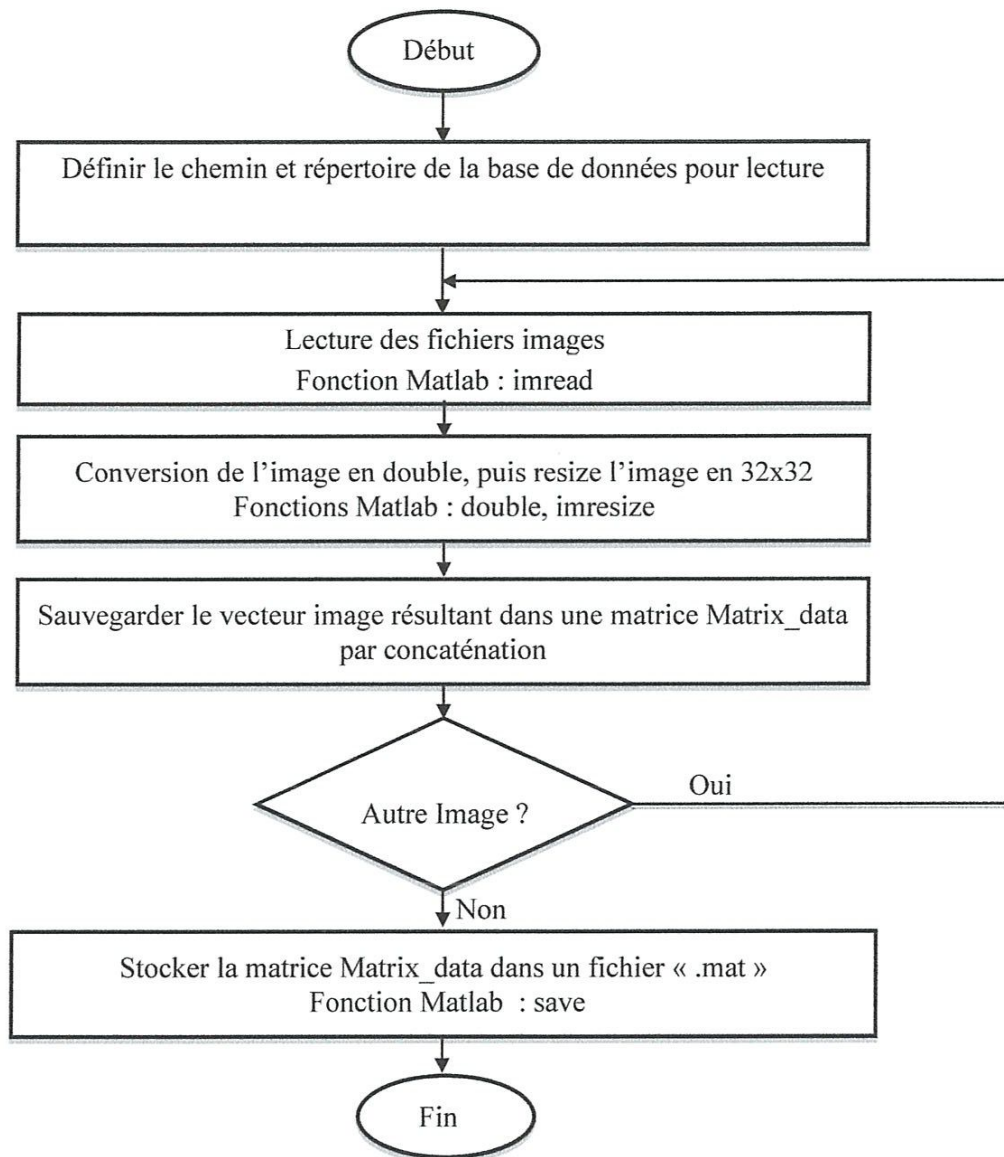 Début
Définir le chemin et répertoire de la base de données pour lecture
Lecture des fichiers images
Fonction Matlab : imread
Conversion de l’image en double, puis resize l’image en 32x32
Fonctions Matlab : double, imresize
Sauvegarder le vecteur image résultant dans une matrice Matrix_data
par concaténation
Autre Image ?
Oui
Non
Stocker la matrice Matrix_data dans un fichier « .mat »
Fonction Matlab : save
Fin